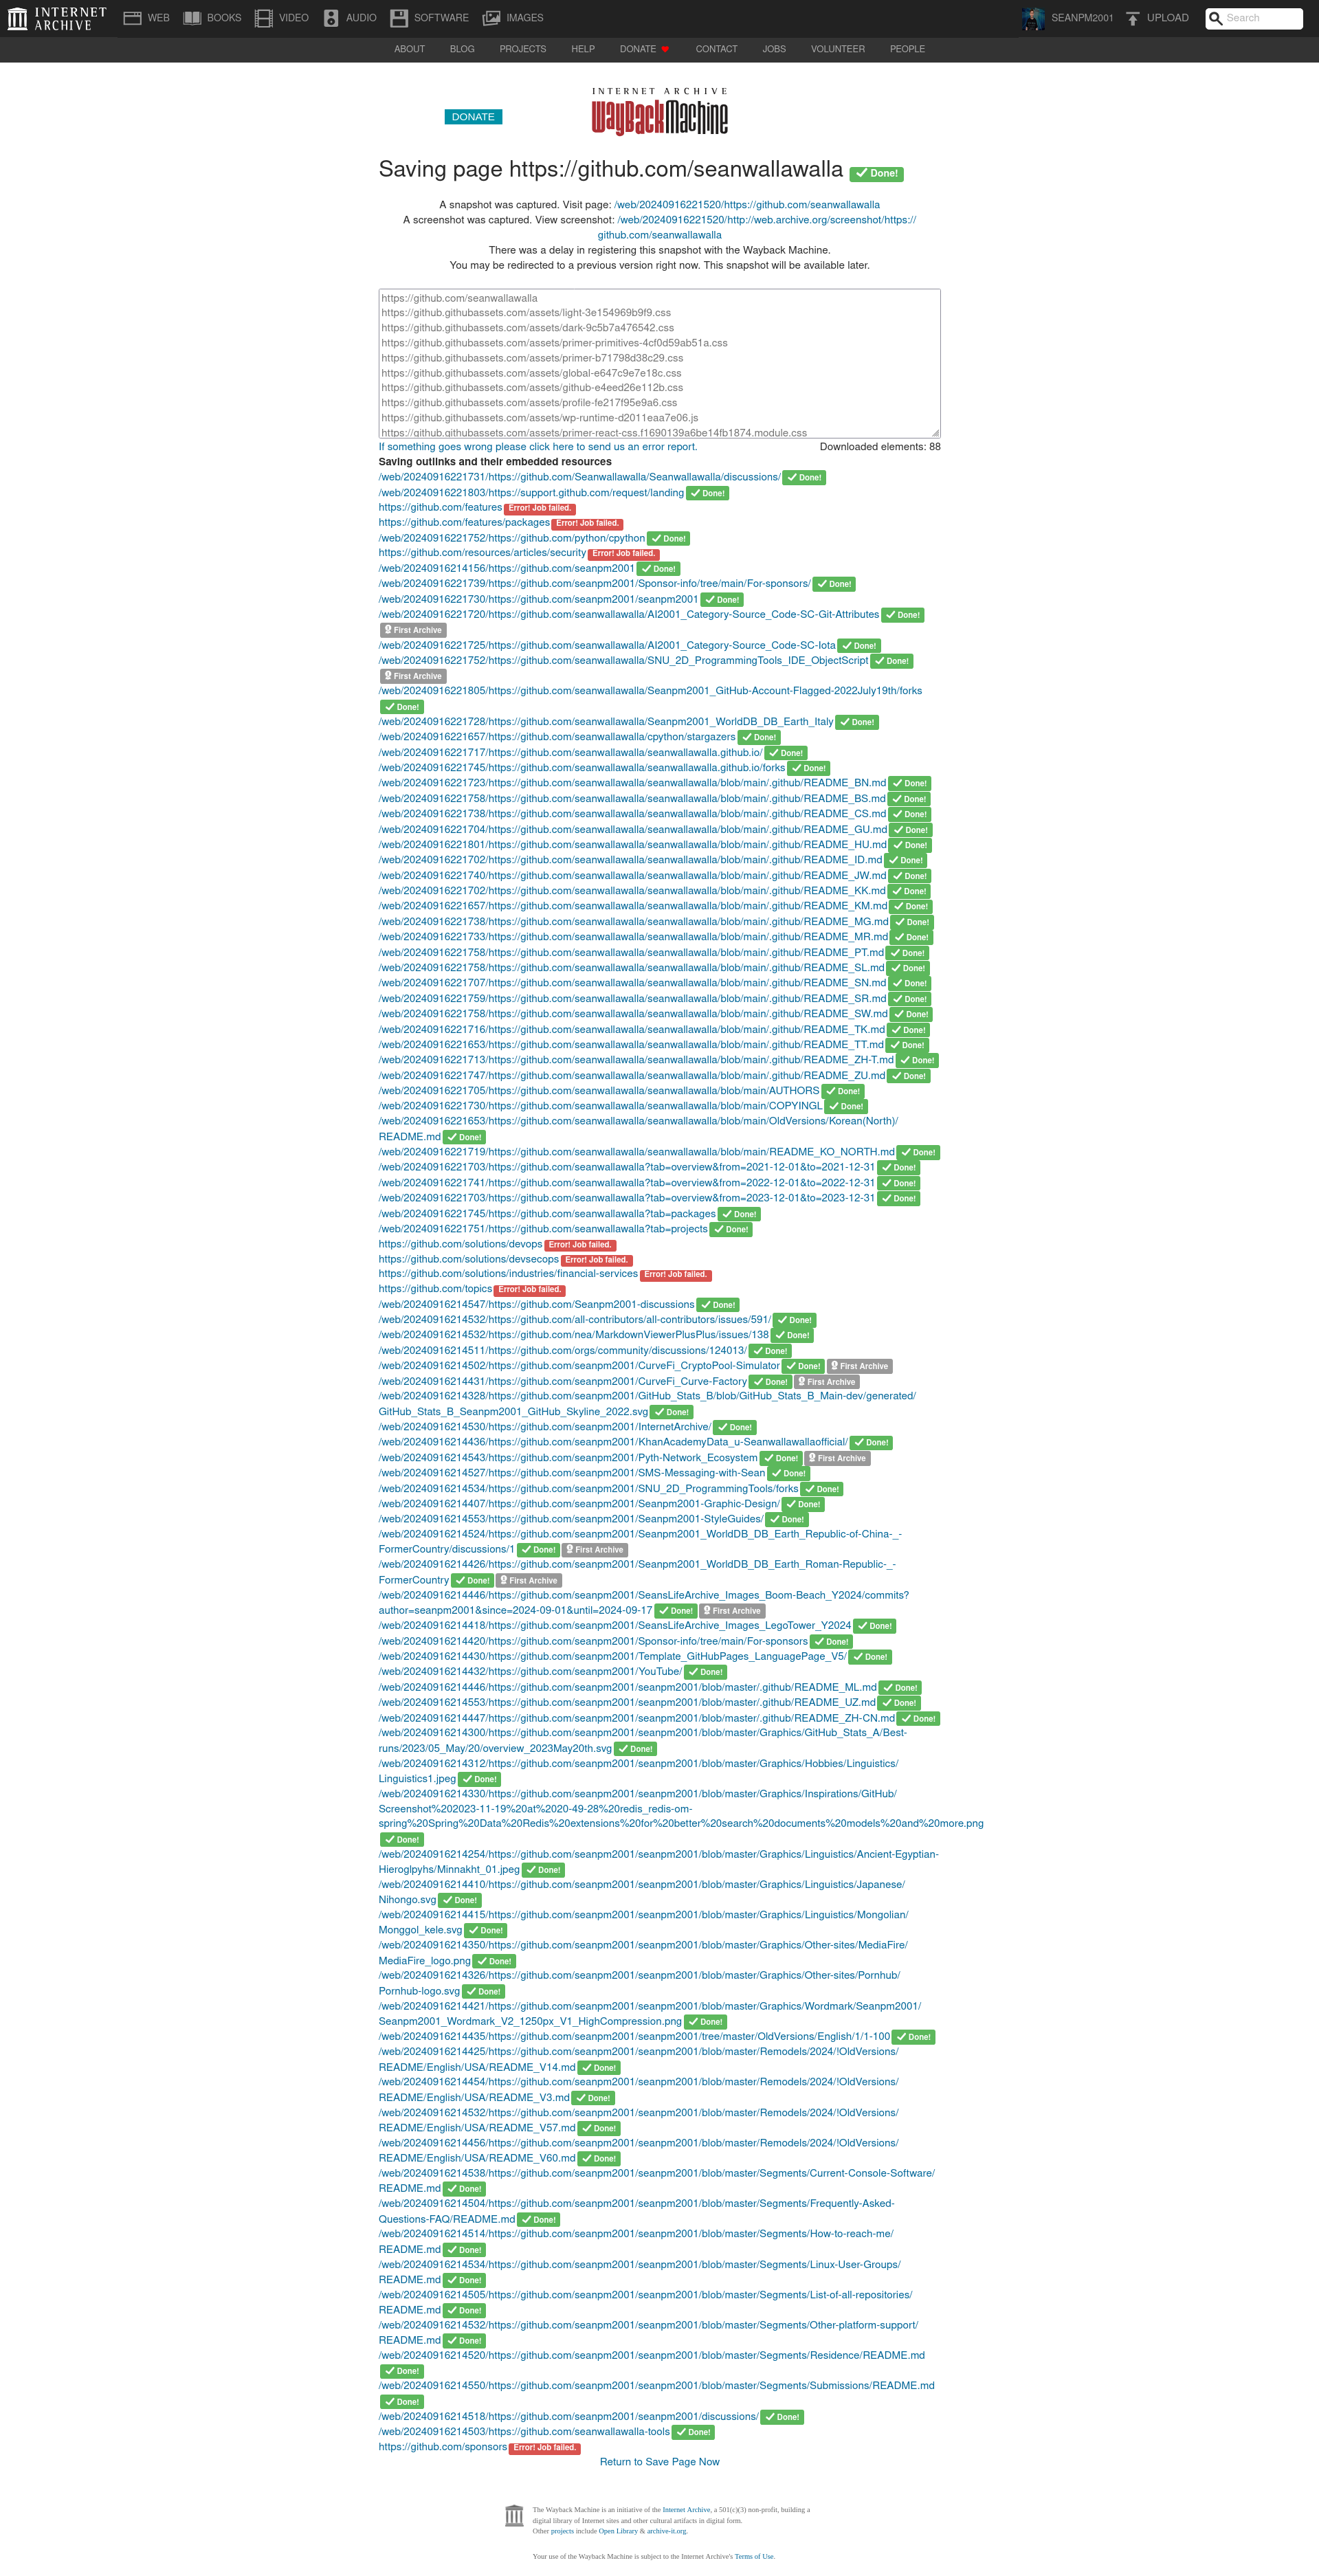 INTERNET ARCHIVE
WEB
BOOKS
VIDEO
AUDIO
SOFTWARE
IMAGES
SEANPM2001
UPLOAD
Search
ABOUT
BLOG
PROJECTS
HELP
DONATE
CONTACT
JOBS
VOLUNTEER
PEOPLE
DONATE
INTERNET ARCHIVE
WayBackMachine
Saving page https://github.com/seanwallawalla Done!
A snapshot was captured. Visit page: /web/20240916221520/https://github.com/seanwallawalla
A screenshot was captured. View screenshot: /web/20240916221520/http://web.archive.org/screenshot/https://
github.com/seanwallawalla
There was a delay in registering this snapshot with the Wayback Machine.
You may be redirected to a previous version right now. This snapshot will be available later.
https://github.com/seanwallawalla
https://github.githubassets.com/assets/light-3e154969b9f9.css
https://github.githubassets.com/assets/dark-9c5b7a476542.css
https://github.githubassets.com/assets/primer-primitives-4cf0d59ab51a.css
https://github.githubassets.com/assets/primer-b71798d38c29.css
https://github.githubassets.com/assets/global-e647c9e7e18c.css
https://github.githubassets.com/assets/github-e4eed26e112b.css
https://github.githubassets.com/assets/profile-fe217f95e9a6.css
https://github.githubassets.com/assets/wp-runtime-d2011eaa7e06.js
https://github.githubassets.com/assets/primer-react-css.f1690139a6be14fb1874.module.css
If something goes wrong please click here to send us an error report.
Downloaded elements: 88
Saving outlinks and their embedded resources
/web/20240916221731/https://github.com/Seanwallawalla/Seanwallawalla/discussions/ Done!
/web/20240916221803/https://support.github.com/request/landing Done!
https://github.com/features Error! Job failed.
https://github.com/features/packages Error! Job failed.
/web/20240916221752/https://github.com/python/cpython Done!
https://github.com/resources/articles/security Error! Job failed.
/web/20240916214156/https://github.com/seanpm2001 Done!
/web/20240916221739/https://github.com/seanpm2001/Sponsor-info/tree/main/For-sponsors/ Done!
/web/20240916221730/https://github.com/seanpm2001/seanpm2001 Done!
/web/20240916221720/https://github.com/seanwallawalla/AI2001_Category-Source_Code-SC-Git-Attributes Done!
First Archive
/web/20240916221725/https://github.com/seanwallawalla/AI2001_Category-Source_Code-SC-Iota Done!
/web/20240916221752/https://github.com/seanwallawalla/SNU_2D_ProgrammingTools_IDE_ObjectScript Done!
First Archive
/web/20240916221805/https://github.com/seanwallawalla/Seanpm2001_GitHub-Account-Flagged-2022July19th/forks
Done!
/web/20240916221728/https://github.com/seanwallawalla/Seanpm2001_WorldDB_DB_Earth_Italy Done!
/web/20240916221657/https://github.com/seanwallawalla/cpython/stargazers Done!
/web/20240916221717/https://github.com/seanwallawalla/seanwallawalla.github.io/ Done!
/web/20240916221745/https://github.com/seanwallawalla/seanwallawalla.github.io/forks Done!
/web/20240916221723/https://github.com/seanwallawalla/seanwallawalla/blob/main/.github/README_BN.md Done!
/web/20240916221758/https://github.com/seanwallawalla/seanwallawalla/blob/main/.github/README_BS.md Done!
/web/20240916221738/https://github.com/seanwallawalla/seanwallawalla/blob/main/.github/README_CS.md Done!
/web/20240916221704/https://github.com/seanwallawalla/seanwallawalla/blob/main/.github/README_GU.md Done!
/web/20240916221801/https://github.com/seanwallawalla/seanwallawalla/blob/main/.github/README_HU.md Done!
/web/20240916221702/https://github.com/seanwallawalla/seanwallawalla/blob/main/.github/README_ID.md Done!
/web/20240916221740/https://github.com/seanwallawalla/seanwallawalla/blob/main/.github/README_JW.md Done!
/web/20240916221702/https://github.com/seanwallawalla/seanwallawalla/blob/main/.github/README_KK.md Done!
/web/20240916221657/https://github.com/seanwallawalla/seanwallawalla/blob/main/.github/README_KM.md Done!
/web/20240916221738/https://github.com/seanwallawalla/seanwallawalla/blob/main/.github/README_MG.md Done!
/web/20240916221733/https://github.com/seanwallawalla/seanwallawalla/blob/main/.github/README_MR.md Done!
/web/20240916221758/https://github.com/seanwallawalla/seanwallawalla/blob/main/.github/README_PT.md Done!
/web/20240916221758/https://github.com/seanwallawalla/seanwallawalla/blob/main/.github/README_SL.md Done!
/web/20240916221707/https://github.com/seanwallawalla/seanwallawalla/blob/main/.github/README_SN.md Done!
/web/20240916221759/https://github.com/seanwallawalla/seanwallawalla/blob/main/.github/README_SR.md Done!
/web/20240916221758/https://github.com/seanwallawalla/seanwallawalla/blob/main/.github/README_SW.md Done!
/web/20240916221716/https://github.com/seanwallawalla/seanwallawalla/blob/main/.github/README_TK.md Done!
/web/20240916221653/https://github.com/seanwallawalla/seanwallawalla/blob/main/.github/README_TT.md Done!
/web/20240916221713/https://github.com/seanwallawalla/seanwallawalla/blob/main/.github/README_ZH-T.md Done!
/web/20240916221747/https://github.com/seanwallawalla/seanwallawalla/blob/main/.github/README_ZU.md Done!
/web/20240916221705/https://github.com/seanwallawalla/seanwallawalla/blob/main/AUTHORS Done!
/web/20240916221730/https://github.com/seanwallawalla/seanwallawalla/blob/main/COPYINGL Done!
/web/20240916221653/https://github.com/seanwallawalla/seanwallawalla/blob/main/OldVersions/Korean(North)/
README.md Done!
/web/20240916221719/https://github.com/seanwallawalla/seanwallawalla/blob/main/README_KO_NORTH.md Done!
/web/20240916221703/https://github.com/seanwallawalla?tab=overview&from=2021-12-01&to=2021-12-31 Done!
/web/20240916221741/https://github.com/seanwallawalla?tab=overview&from=2022-12-01&to=2022-12-31 Done!
/web/20240916221703/https://github.com/seanwallawalla?tab=overview&from=2023-12-01&to=2023-12-31 Done!
/web/20240916221745/https://github.com/seanwallawalla?tab=packages Done!
/web/20240916221751/https://github.com/seanwallawalla?tab=projects Done!
https://github.com/solutions/devops Error! Job failed.
https://github.com/solutions/devsecops Error! Job failed.
https://github.com/solutions/industries/financial-services Error! Job failed.
https://github.com/topics Error! Job failed.
/web/20240916214547/https://github.com/Seanpm2001-discussions Done!
/web/20240916214532/https://github.com/all-contributors/all-contributors/issues/591/ Done!
/web/20240916214532/https://github.com/nea/MarkdownViewerPlusPlus/issues/138 Done!
/web/20240916214511/https://github.com/orgs/community/discussions/124013/ Done!
/web/20240916214502/https://github.com/seanpm2001/CurveFi_CryptoPool-Simulator Done! First Archive
/web/20240916214431/https://github.com/seanpm2001/CurveFi_Curve-Factory Done! First Archive
/web/20240916214328/https://github.com/seanpm2001/GitHub_Stats_B/blob/GitHub_Stats_B_Main-dev/generated/
GitHub_Stats_B_Seanpm2001_GitHub_Skyline_2022.svg Done!
/web/20240916214530/https://github.com/seanpm2001/InternetArchive/ Done!
/web/20240916214436/https://github.com/seanpm2001/KhanAcademyData_u-Seanwallawallaofficial/ Done!
/web/20240916214543/https://github.com/seanpm2001/Pyth-Network_Ecosystem Done! First Archive
/web/20240916214527/https://github.com/seanpm2001/SMS-Messaging-with-Sean Done!
/web/20240916214534/https://github.com/seanpm2001/SNU_2D_ProgrammingTools/forks Done!
/web/20240916214407/https://github.com/seanpm2001/Seanpm2001-Graphic-Design/ Done!
/web/20240916214553/https://github.com/seanpm2001/Seanpm2001-StyleGuides/ Done!
/web/20240916214524/https://github.com/seanpm2001/Seanpm2001_WorldDB_DB_Earth_Republic-of-China-_-
FormerCountry/discussions/1 Done! First Archive
/web/20240916214426/https://github.com/seanpm2001/Seanpm2001_WorldDB_DB_Earth_Roman-Republic-_-
FormerCountry Done! First Archive
/web/20240916214446/https://github.com/seanpm2001/SeansLifeArchive_Images_Boom-Beach_Y2024/commits?
author=seanpm2001&since=2024-09-01&until=2024-09-17 Done! First Archive
/web/20240916214418/https://github.com/seanpm2001/SeansLifeArchive_Images_LegoTower_Y2024 Done!
/web/20240916214420/https://github.com/seanpm2001/Sponsor-info/tree/main/For-sponsors Done!
/web/20240916214430/https://github.com/seanpm2001/Template_GitHubPages_LanguagePage_V5/ Done!
/web/20240916214432/https://github.com/seanpm2001/YouTube/ Done!
/web/20240916214446/https://github.com/seanpm2001/seanpm2001/blob/master/.github/README_ML.md Done!
/web/20240916214553/https://github.com/seanpm2001/seanpm2001/blob/master/.github/README_UZ.md Done!
/web/20240916214447/https://github.com/seanpm2001/seanpm2001/blob/master/.github/README_ZH-CN.md Done!
/web/20240916214300/https://github.com/seanpm2001/seanpm2001/blob/master/Graphics/GitHub_Stats_A/Best-
runs/2023/05_May/20/overview_2023May20th.svg Done!
/web/20240916214312/https://github.com/seanpm2001/seanpm2001/blob/master/Graphics/Hobbies/Linguistics/
Linguistics1.jpeg Done!
/web/20240916214330/https://github.com/seanpm2001/seanpm2001/blob/master/Graphics/Inspirations/GitHub/
Screenshot%202023-11-19%20at%2020-49-28%20redis_redis-om-
spring%20Spring%20Data%20Redis%20extensions%20for%20better%20search%20documents%20models%20and%20more.png
Done!
/web/20240916214254/https://github.com/seanpm2001/seanpm2001/blob/master/Graphics/Linguistics/Ancient-Egyptian-
Hieroglpyhs/Minnakht_01.jpeg Done!
/web/20240916214410/https://github.com/seanpm2001/seanpm2001/blob/master/Graphics/Linguistics/Japanese/
Nihongo.svg Done!
/web/20240916214415/https://github.com/seanpm2001/seanpm2001/blob/master/Graphics/Linguistics/Mongolian/
Monggol_kele.svg Done!
/web/20240916214350/https://github.com/seanpm2001/seanpm2001/blob/master/Graphics/Other-sites/MediaFire/
MediaFire_logo.png Done!
/web/20240916214326/https://github.com/seanpm2001/seanpm2001/blob/master/Graphics/Other-sites/Pornhub/
Pornhub-logo.svg Done!
/web/20240916214421/https://github.com/seanpm2001/seanpm2001/blob/master/Graphics/Wordmark/Seanpm2001/
Seanpm2001_Wordmark_V2_1250px_V1_HighCompression.png Done!
/web/20240916214435/https://github.com/seanpm2001/seanpm2001/tree/master/OldVersions/English/1/1-100 Done!
/web/20240916214425/https://github.com/seanpm2001/seanpm2001/blob/master/Remodels/2024/!OldVersions/
README/English/USA/README_V14.md Done!
/web/20240916214454/https://github.com/seanpm2001/seanpm2001/blob/master/Remodels/2024/!OldVersions/
README/English/USA/README_V3.md Done!
/web/20240916214532/https://github.com/seanpm2001/seanpm2001/blob/master/Remodels/2024/!OldVersions/
README/English/USA/README_V57.md Done!
/web/20240916214456/https://github.com/seanpm2001/seanpm2001/blob/master/Remodels/2024/!OldVersions/
README/English/USA/README_V60.md Done!
/web/20240916214538/https://github.com/seanpm2001/seanpm2001/blob/master/Segments/Current-Console-Software/
README.md Done!
/web/20240916214504/https://github.com/seanpm2001/seanpm2001/blob/master/Segments/Frequently-Asked-
Questions-FAQ/README.md Done!
/web/20240916214514/https://github.com/seanpm2001/seanpm2001/blob/master/Segments/How-to-reach-me/
README.md Done!
/web/20240916214534/https://github.com/seanpm2001/seanpm2001/blob/master/Segments/Linux-User-Groups/
README.md Done!
/web/20240916214505/https://github.com/seanpm2001/seanpm2001/blob/master/Segments/List-of-all-repositories/
README.md Done!
/web/20240916214532/https://github.com/seanpm2001/seanpm2001/blob/master/Segments/Other-platform-support/
README.md Done!
/web/20240916214520/https://github.com/seanpm2001/seanpm2001/blob/master/Segments/Residence/README.md
Done!
/web/20240916214550/https://github.com/seanpm2001/seanpm2001/blob/master/Segments/Submissions/README.md
Done!
/web/20240916214518/https://github.com/seanpm2001/seanpm2001/discussions/ Done!
/web/20240916214503/https://github.com/seanwallawalla-tools Done!
https://github.com/sponsors Error! Job failed.
Return to Save Page Now
The Wayback Machine is an initiative of the Internet Archive, a 501(c)(3) non-profit, building a
digital library of Internet sites and other cultural artifacts in digital form.
Other projects include Open Library & archive-it.org.
Your use of the Wayback Machine is subject to the Internet Archive's Terms of Use.